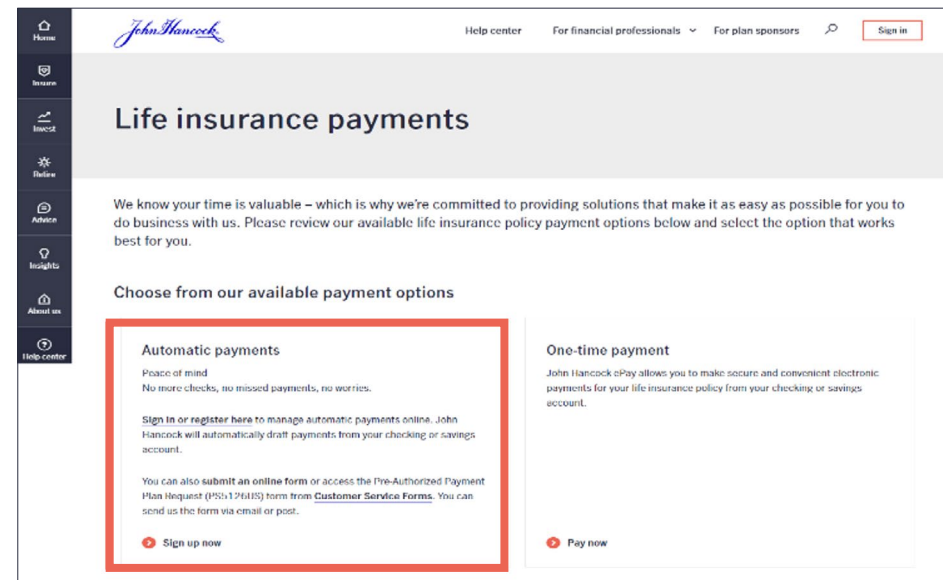 Home
Insure
Invest
Retire
Advice
Insights
About us
Help center
John Hancock
Help center
For financial professionals
For plan sponsors
Sign in
Life insurance payments
We know your time is valuable – which is why we're committed to providing solutions that make it as easy as possible for you to
do business with us. Please review our available life insurance policy payment options below and select the option that works
best for you.
Choose from our available payment options
Automatic payments
Peace of mind
No more checks, no missed payments, no worries.
Sign in or register here to manage automatic payments online. John
Hancock will automatically draft payments from your checking or savings
account.
You can also submit an online form or access the Pre-Authorized Payment
Plan Request (PS5126US) form from Customer Service Forms. You can
send us the form via email or post.
Sign up now
One-time payment
John Hancock ePay allows you to make secure and convenient electronic
payments for your life insurance policy from your checking or savings
account.
Pay now